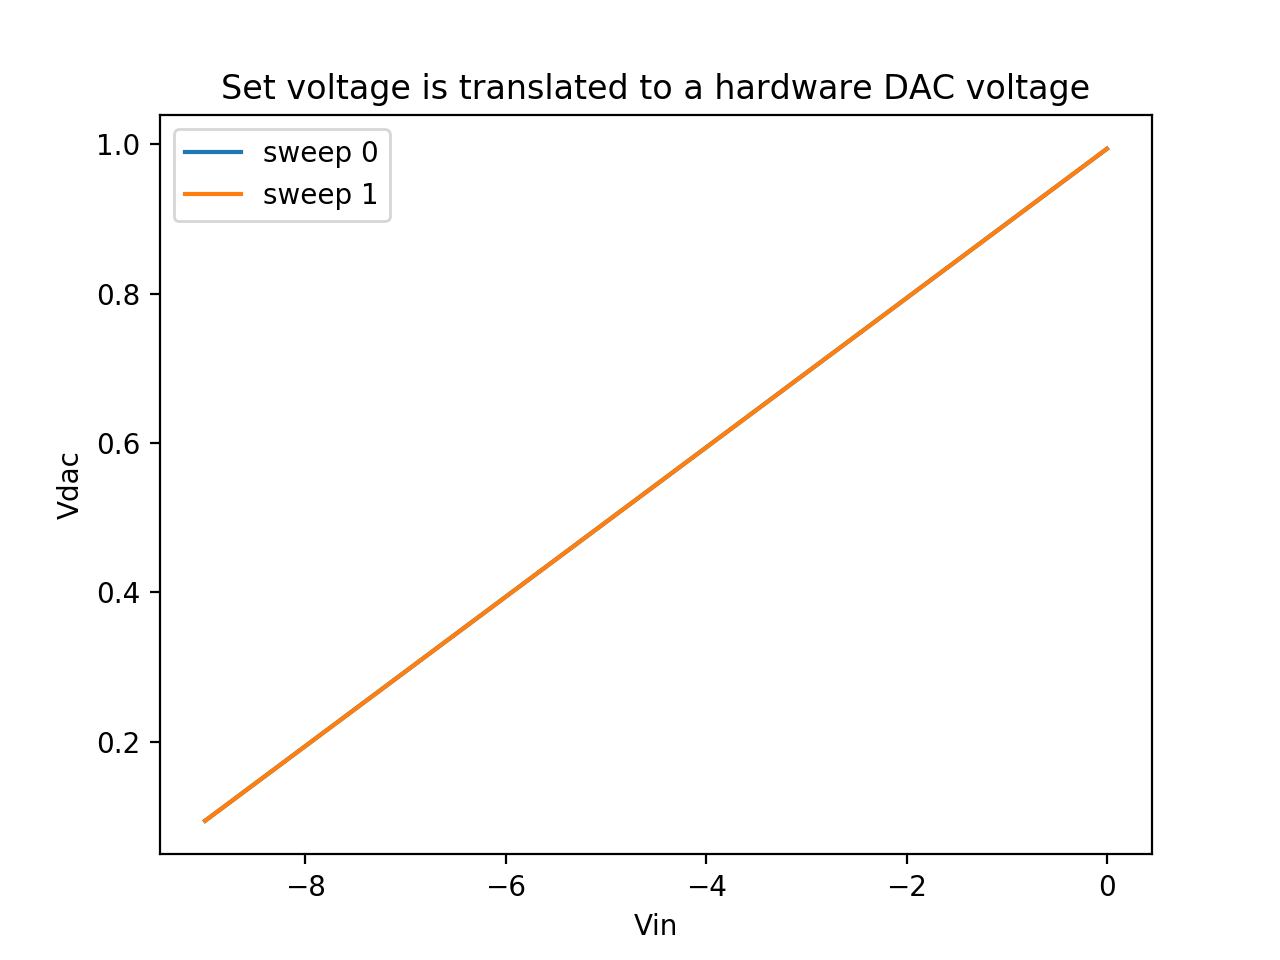 Set voltage is translated to a hardware DAC voltage
sweep 0
sweep 1
1.0
0.8
0.6
0.4
0.2
Vdac
−8
−6
−4
−2
0
Vin